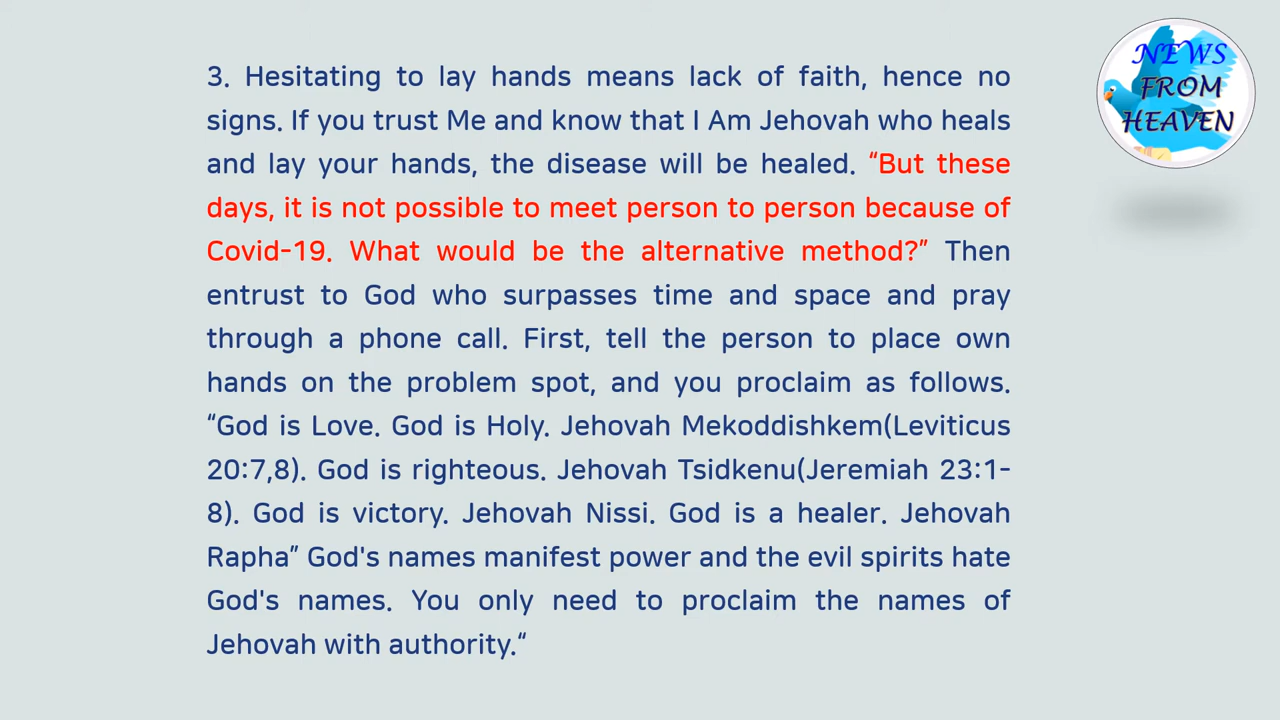 3. Hesitating to lay hands means lack of faith, hence no
signs. If you trust Me and know that I Am Jehovah who heals
and lay your hands, the disease will be healed. “But these
days, it is not possible to meet person to person because of
Covid-19. What would be the alternative method?” Then
entrust to God who surpasses time and space and pray
through a phone call. First, tell the person to place own
hands on the problem spot, and you proclaim as follows.
“God is Love. God is Holy. Jehovah Mekoddishkem(Leviticus
20:7,8). God is righteous. Jehovah Tsidkenu(Jeremiah 23:1-
8). God is victory. Jehovah Nissi. God is a healer. Jehovah
Rapha” God's names manifest power and the evil spirits hate
God's names. You only need to proclaim the names of
Jehovah with authority.“
NEWS
FROM
HEAVEN